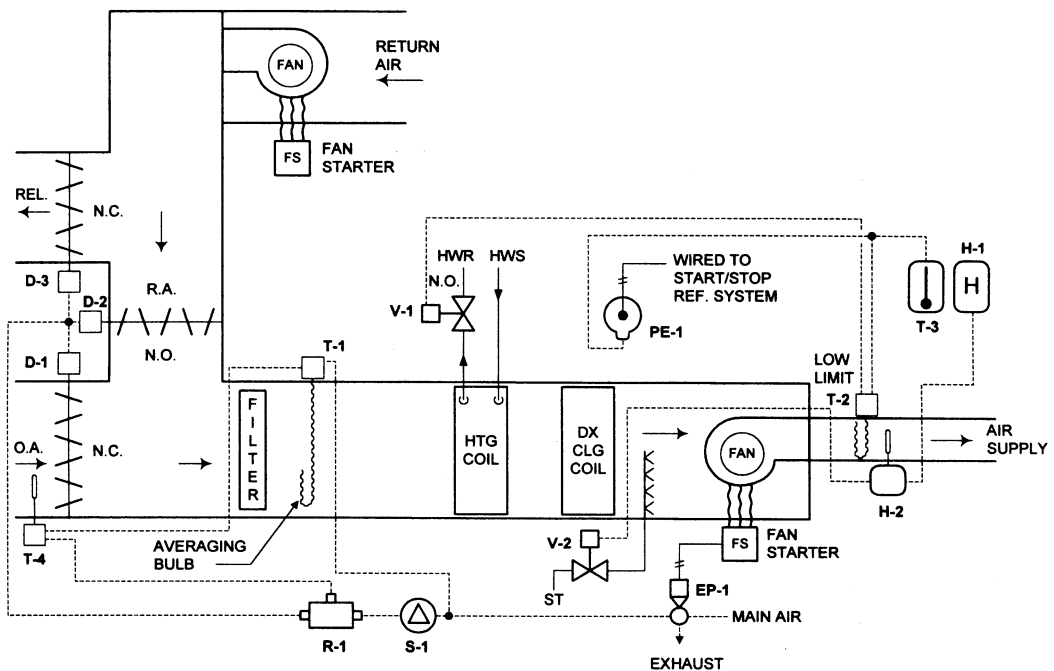 FAN
RETURN
AIR
FS
FAN
STARTER
REL.
N.C.
D-3
D-2
R.A.
N.O.
D-1
HWR
HWS
N.O.
V-1
WIRED TO
START/STOP
REF. SYSTEM
PE-1
H-1
H
T-3
T-1
LOW
LIMIT
T-2
O.A.
N.C.
FILTER
HTG
COIL
DX
CLG
COIL
FAN
AIR
SUPPLY
H-2
T-4
AVERAGING
BULB
V-2
ST
FS
FAN
STARTER
EP-1
R-1
S-1
MAIN AIR
EXHAUST